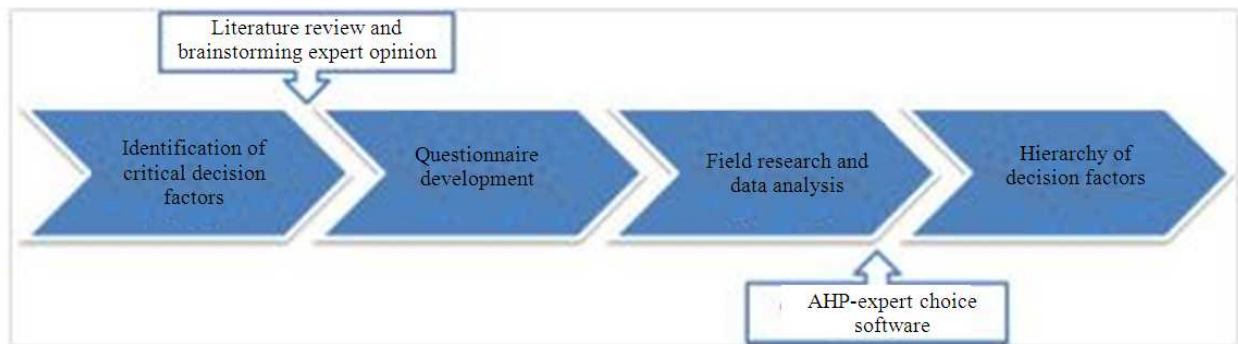 Literature review and
brainstorming expert opinion
Identification of
critical decision
factors
Questionnaire
development
Field research and
data analysis
Hierarchy of
decision factors
AHP-expert choice
software